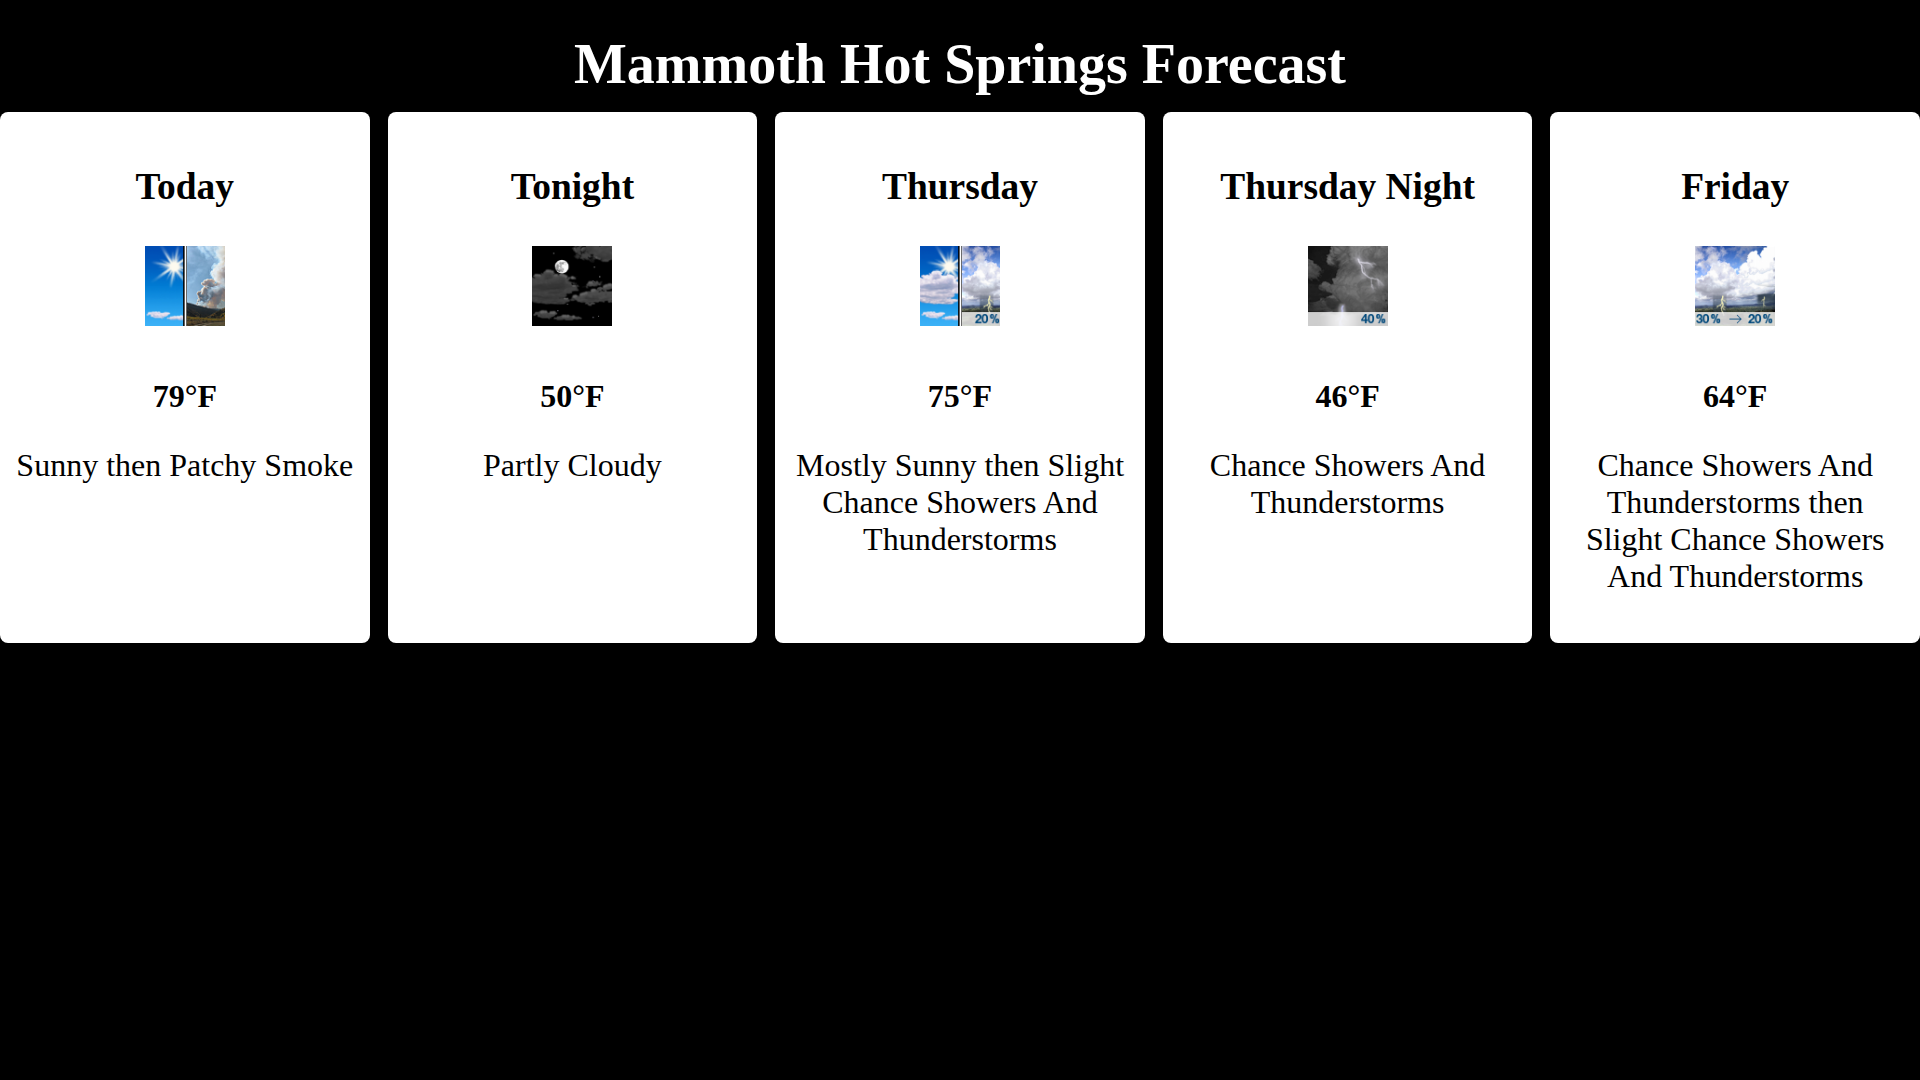 Mammoth Hot Springs Forecast
Today
79°F
Sunny then Patchy Smoke
Tonight
50°F
Partly Cloudy
Thursday
20%
75°F
Mostly Sunny then Slight
Chance Showers And
Thunderstorms
Thursday Night
40%
46°F
Chance Showers And
Thunderstorms
Friday
30% → 20%
64°F
Chance Showers And
Thunderstorms then
Slight Chance Showers
And Thunderstorms